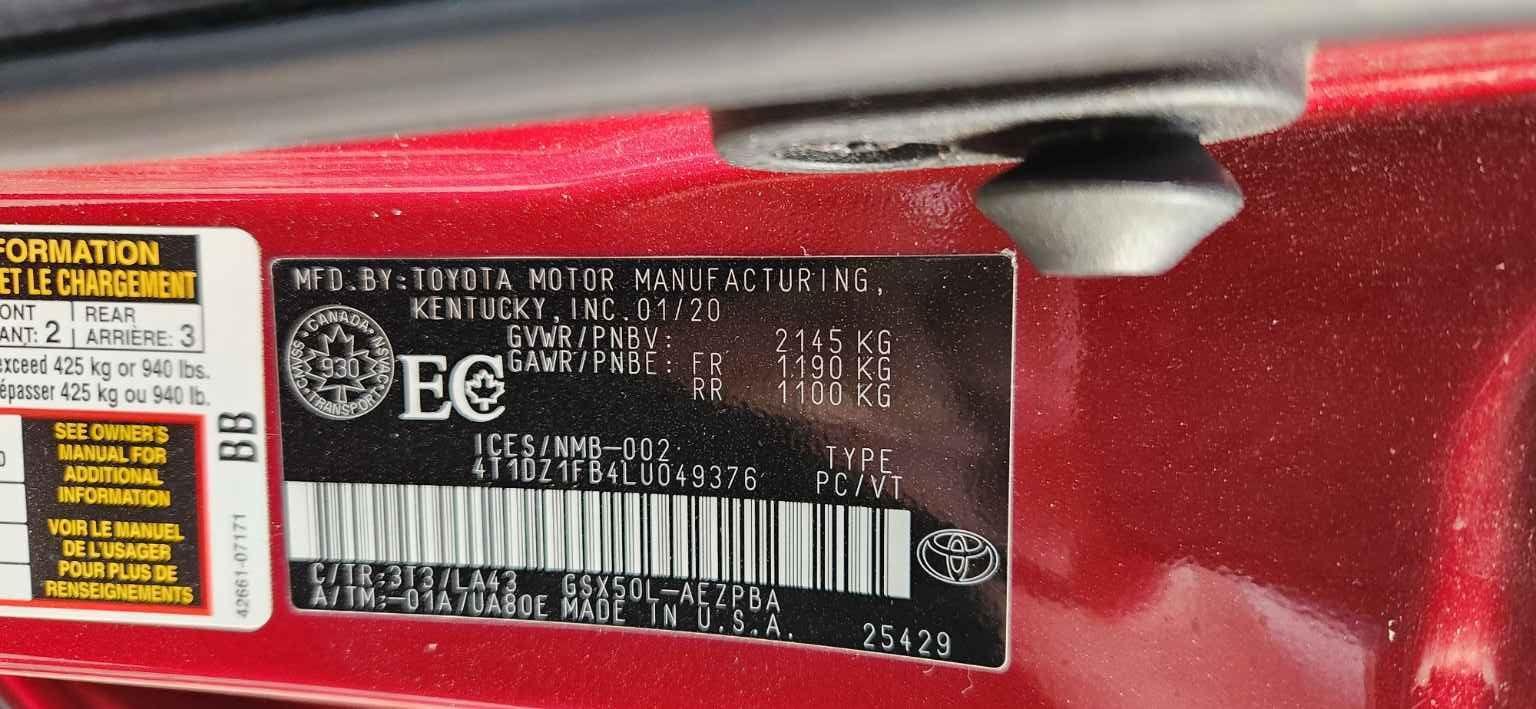 FORMATION
ET LE CHARGEMENT
ONT | REAR
ANT: 2 | ARRIÈRE: 3
exceed 425 kg or 940 lbs.
épasser 425 kg ou 940 lb.
BB
SEE OWNER'S
MANUAL FOR
ADDITIONAL
INFORMATION
VOIR LE MANUEL
DE L'USAGER
POUR PLUS DE
RENSEIGNEMENTS
42661-07171
MFD.BY:TOYOTA MOTOR MANUFACTURING,
KENTUCKY,INC.01/20
GVWR/PNBV: 2145 KG
GAWR/PNBE: FR 1190 KG
RR 1100 KG
CANADA
930
TRANSPORT
CMVSS
NSVAC
EC
ICES/NMB-002
4T1DZ1FB4LU049376
TYPE
PC/VT
C/TR:3T3/LA43 GSX50L-AEZPBA
A/TM:-01A/UA80E MADE IN U.S.A.
25429